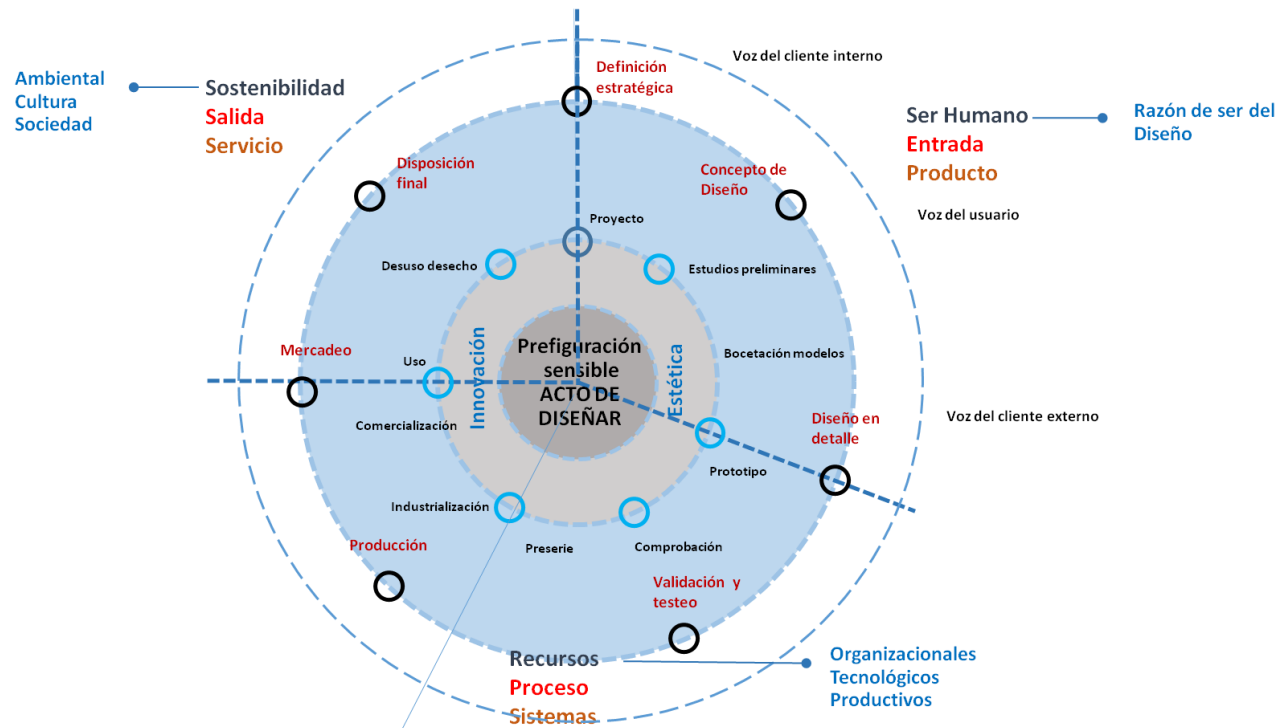 Voz del cliente interno
Definición
estratégica
Ambiental
Cultura
Sociedad
Sostenibilidad
Salida
Servicio
Ser Humano
Entrada
Producto
Razón de ser del
Diseño
Disposición
final
Concepto de
Diseño
Voz del usuario
Proyecto
Desuso desecho
Estudios preliminares
Mercadeo
Uso
Innovación
Prefiguración
sensible
ACTO DE
DISEÑAR
Estética
Bocetación modelos
Comercialización
Diseño en
detalle
Voz del cliente externo
Prototipo
Industrialización
Producción
Preserie
Comprobación
Validación y
testeo
Recursos
Proceso
Sistemas
Organizacionales
Tecnológicos
Productivos